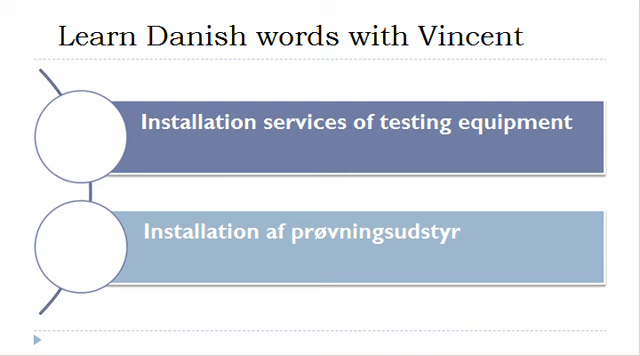 Learn Danish words with Vincent
Installation services of testing equipment
Installation af prøvningsudstyr